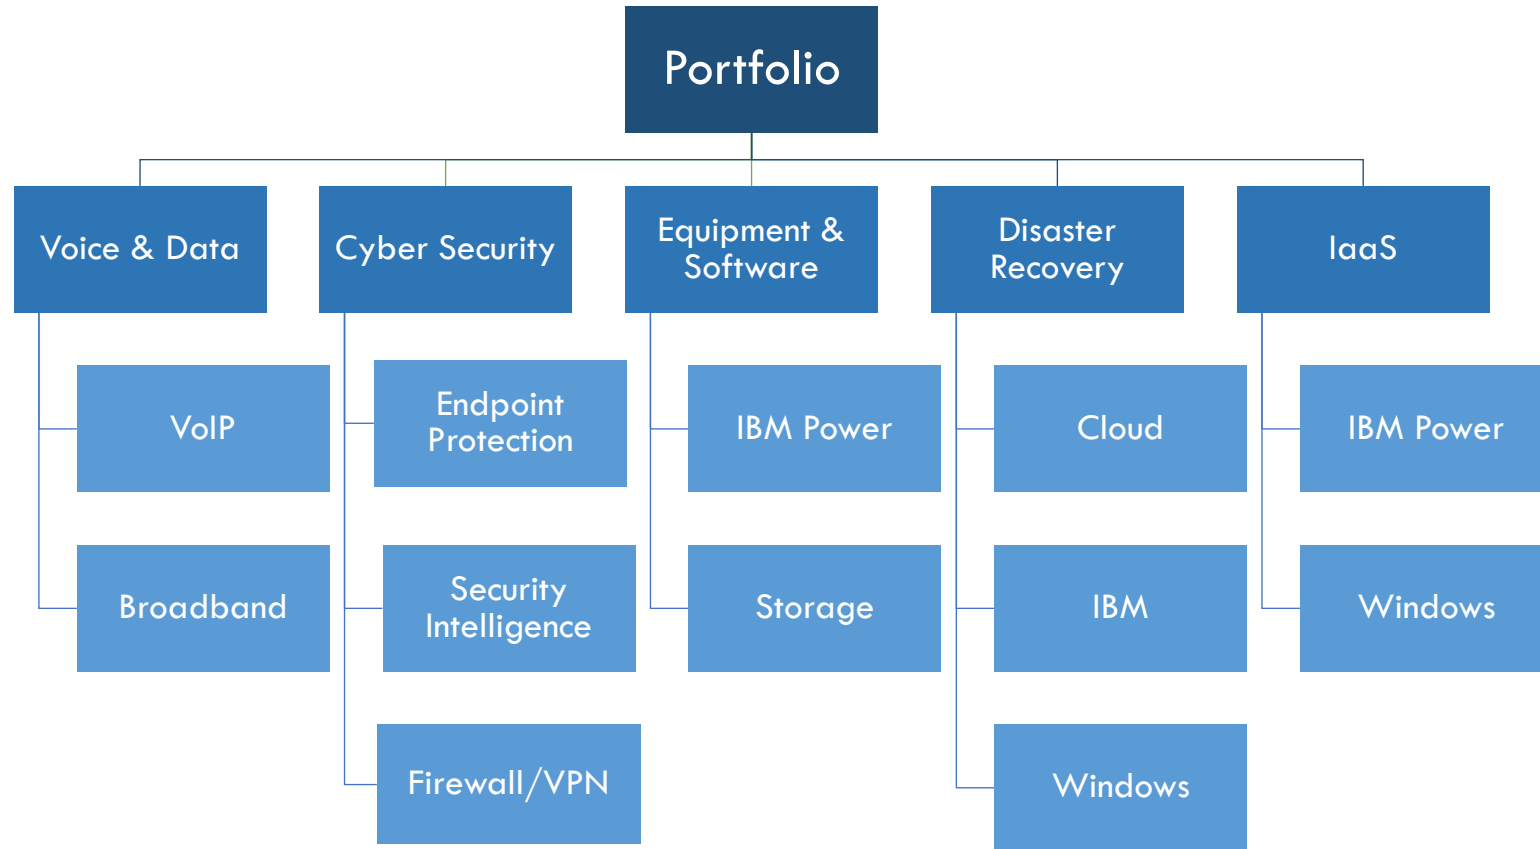 Portfolio
Voice & Data
Cyber Security
Equipment &
Software
Disaster
Recovery
IaaS
VoIP
Endpoint
Protection
IBM Power
Cloud
IBM Power
Broadband
Security
Intelligence
Storage
IBM
Windows
Firewall/VPN
Windows